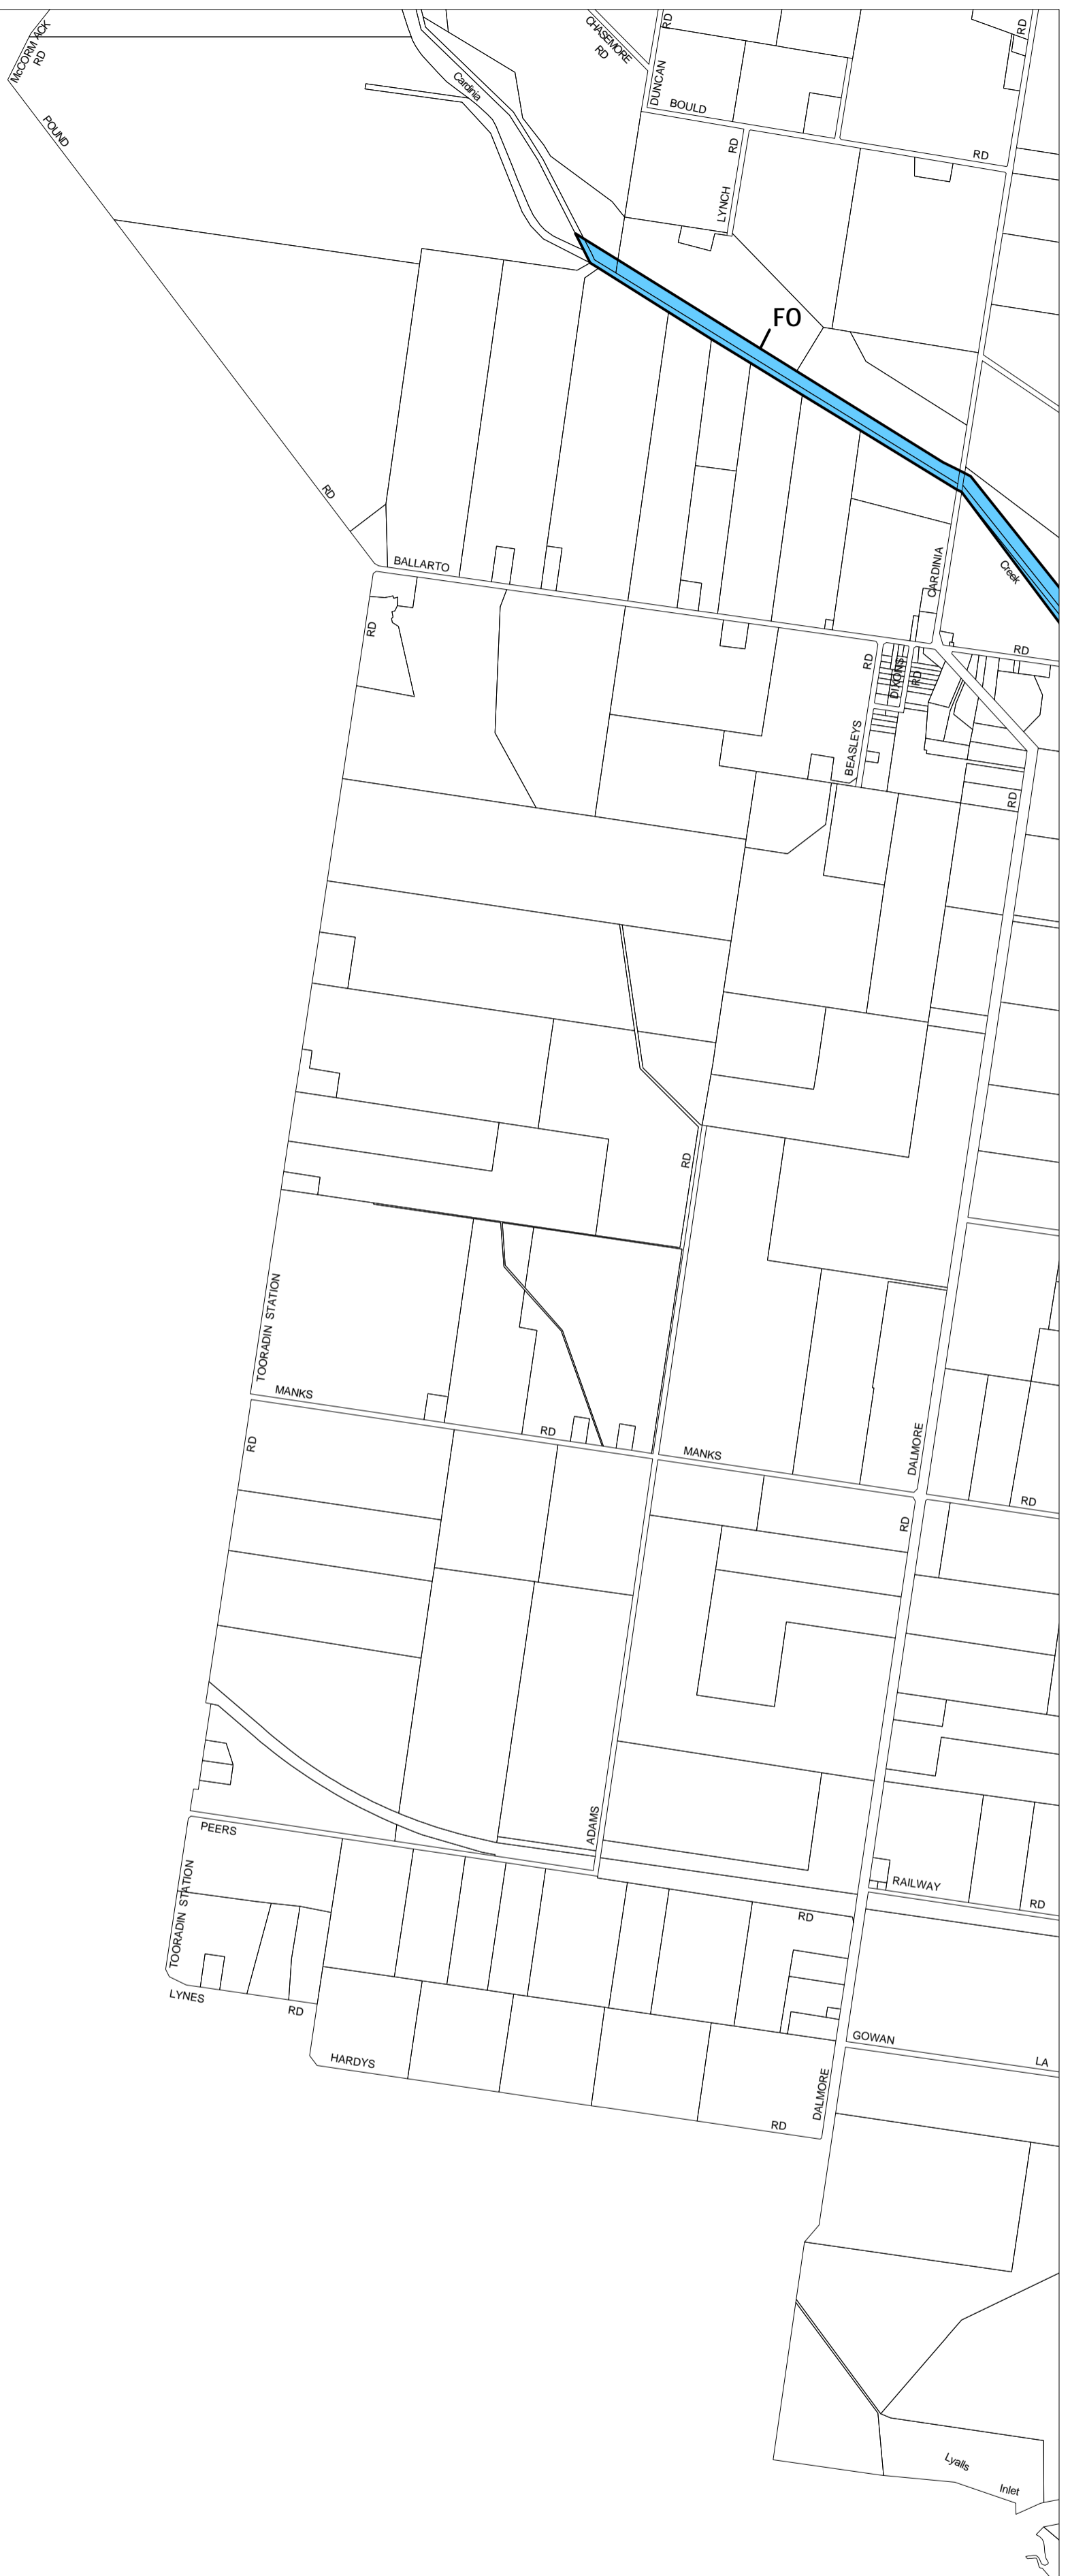 McCORMACK
RD
POUND
RD
Cardinia
CHASEMORE
RD
DUNCAN
RD
RD
BOULD
RD
LYNCH
RD
FO
BALLARTO
RD
CARDINIA
Creek
RD
DIXONS
RD
RD
BEASLEYS
RD
RD
TOORADIN STATION
MANKS
RD
MANKS
DALMORE
RD
RD
RD
ADAMS
PEERS
TOORADIN STATION
RAILWAY
RD
RD
LYNES
RD
HARDYS
GOWAN
LA
DALMORE
RD
Lyalls
Inlet